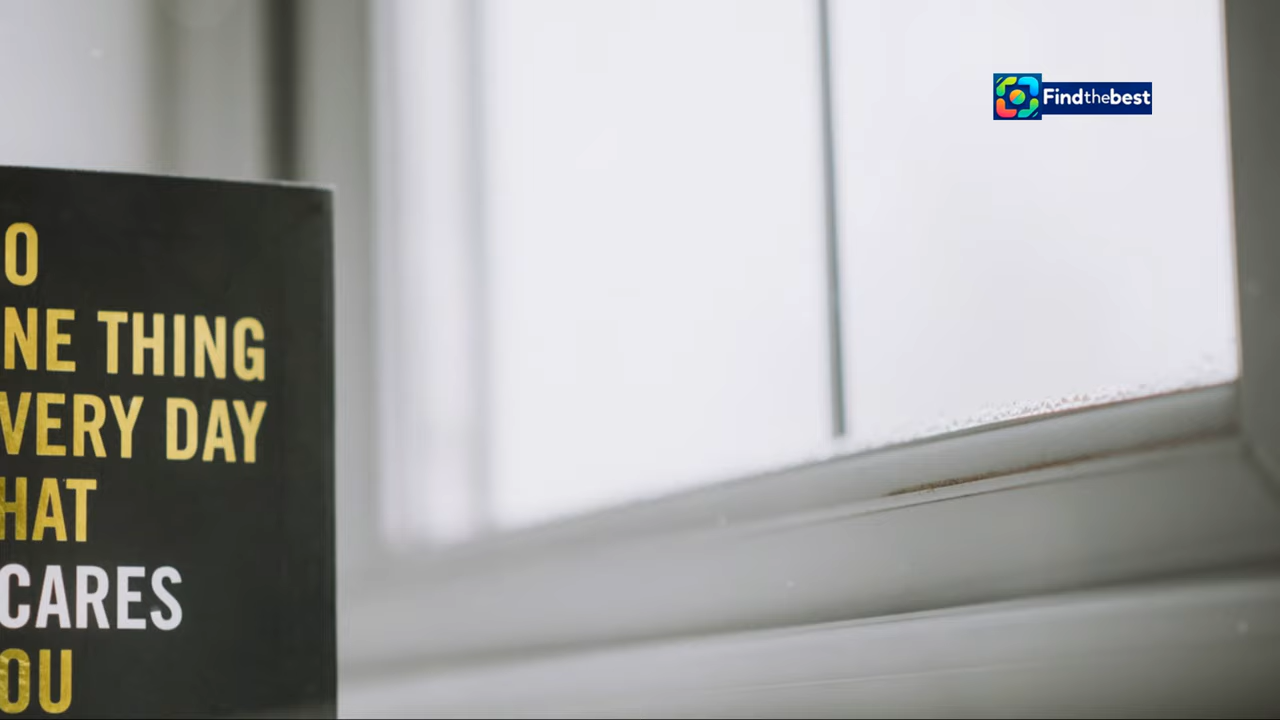 Findthebest
O
NE THING
VERY DAY
HAT
CARES
OU